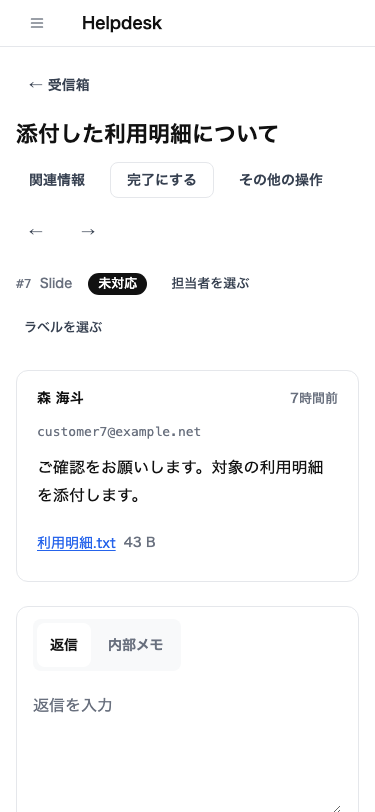 Helpdesk
← 受信箱
添付した利用明細について
関連情報 完了にする その他の操作
← →
#7 Slide 未対応 担当者を選ぶ
ラベルを選ぶ
森 海斗 7時間前
customer7@example.net
ご確認をお願いします。対象の利用明細
を添付します。
利用明細.txt 43 B
返信 内部メモ
返信を入力